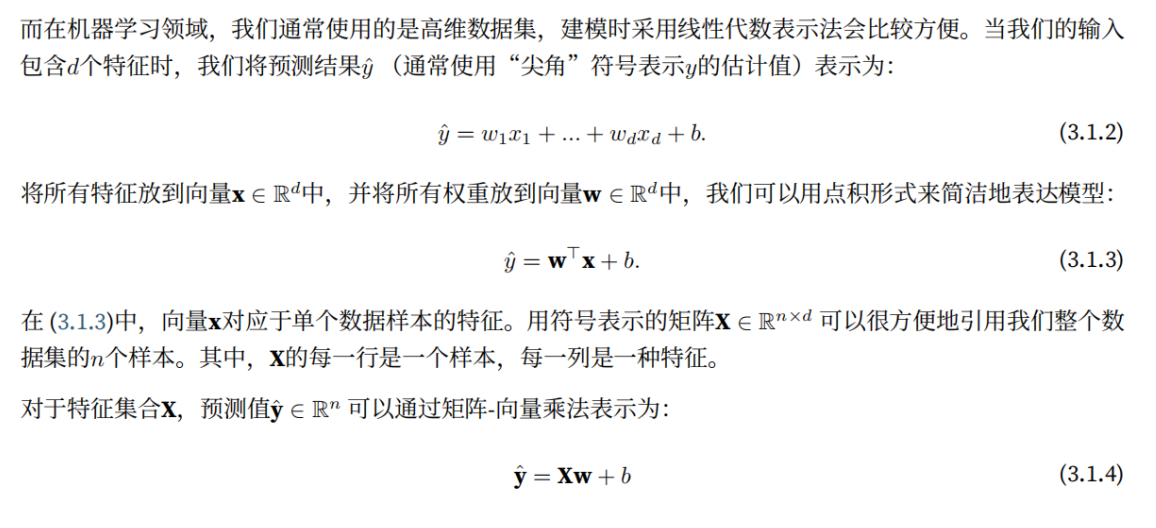 而在机器学习领域，我们通常使用的是高维数据集，建模时采用线性代数表示法会比较方便。当我们的输入
包含d个特征时，我们将预测结果ŷ（通常使用“尖角”符号表示y的估计值）表示为：
ŷ = w₁x₁ + ... + w_d x_d + b. (3.1.2)
将所有特征放到向量𝐱 ∈ ℝᵈ中，并将所有权重放到向量𝐰 ∈ ℝᵈ中，我们可以用点积形式来简洁地表达模型：
ŷ = 𝐰⊤𝐱 + b. (3.1.3)
在 (3.1.3)中，向量𝐱对应于单个数据样本的特征。用符号表示的矩阵𝐗 ∈ ℝⁿ×ᵈ 可以很方便地引用我们整个数
据集的n个样本。其中，𝐗的每一行是一个样本，每一列是一种特征。
对于特征集合𝐗，预测值𝐲̂ ∈ ℝⁿ 可以通过矩阵-向量乘法表示为：
𝐲̂ = 𝐗𝐰 + b (3.1.4)